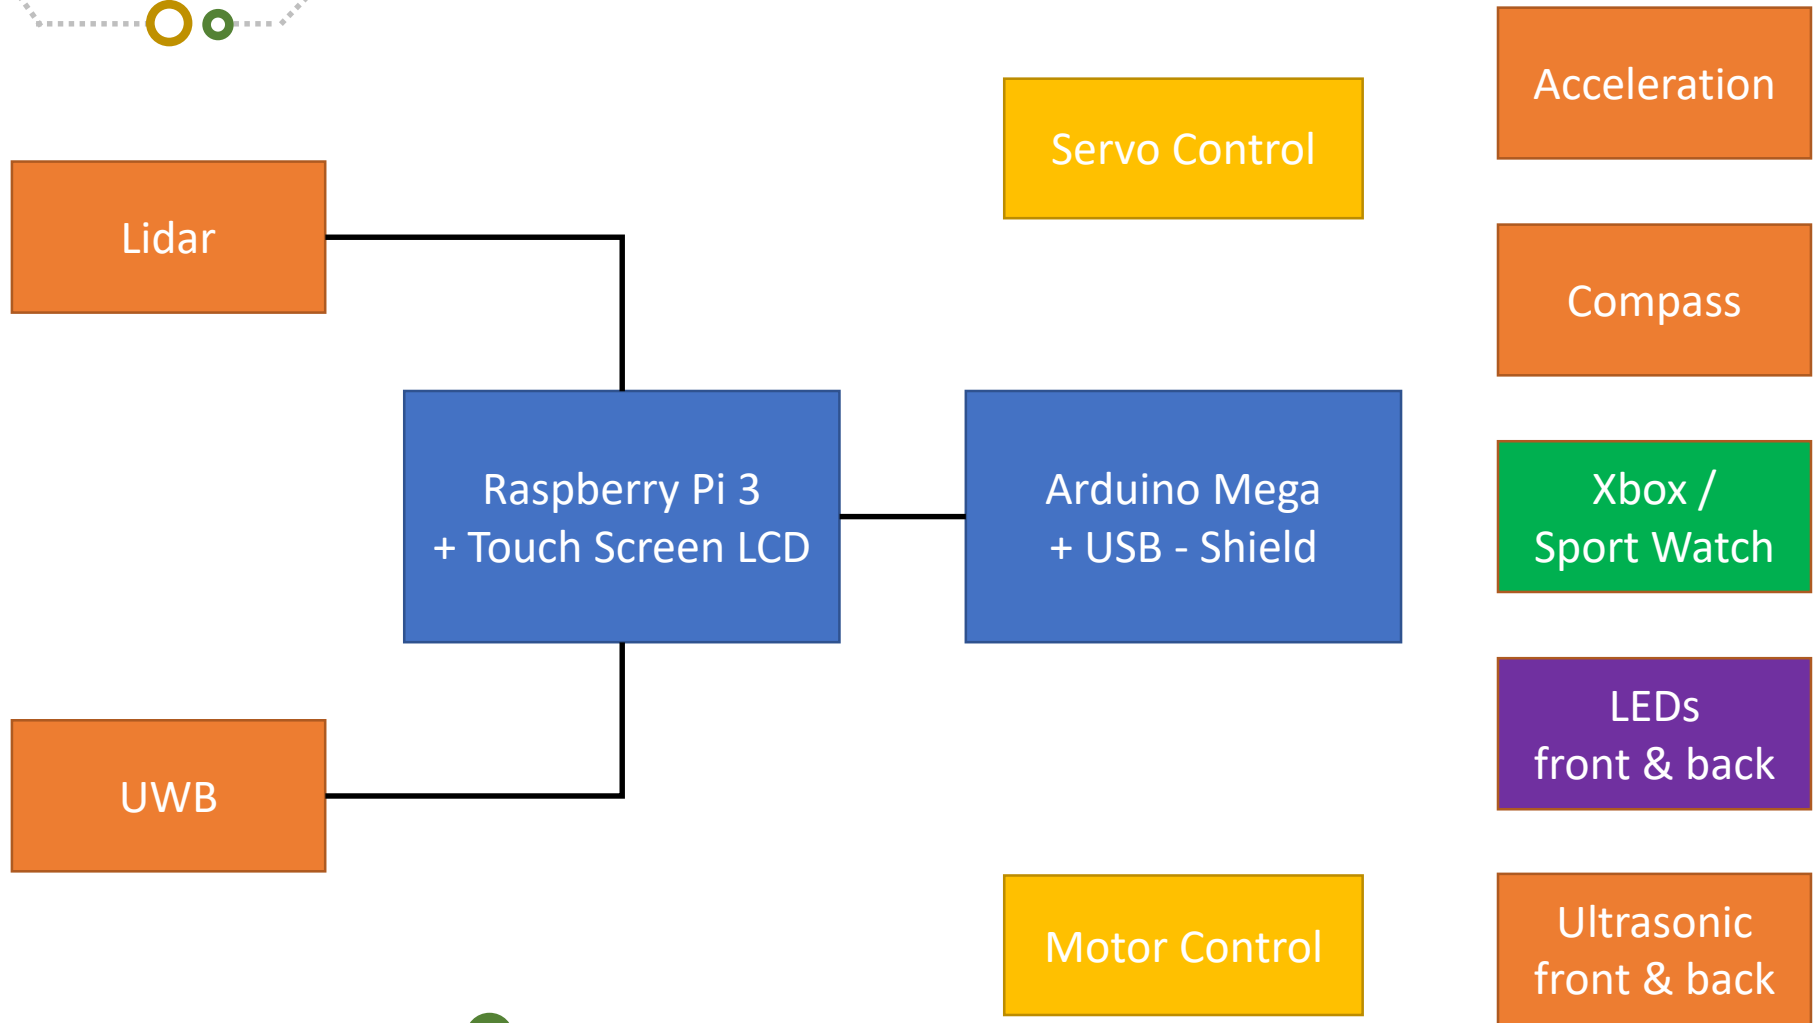 Acceleration
Servo Control
Lidar
Compass
Raspberry Pi 3
+ Touch Screen LCD
Arduino Mega
+ USB - Shield
Xbox /
Sport Watch
LEDs
front & back
UWB
Motor Control
Ultrasonic
front & back